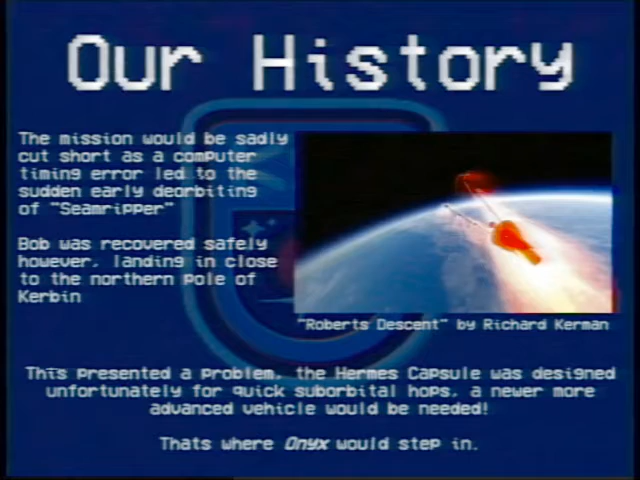 Our History
The mission would be sadly
cut short as a computer
timing error led to the
sudden early deorbiting
of "Seamripper"
Bob was recovered safely
however, landing in close
to the northern pole of
Kerbin
"Roberts Descent" by Richard Kerman
This presented a problem, the Hermes Capsule was designed
unfortunately for quick suborbital hops, a newer more
advanced vehicle would be needed!
Thats where Onyx would step in.